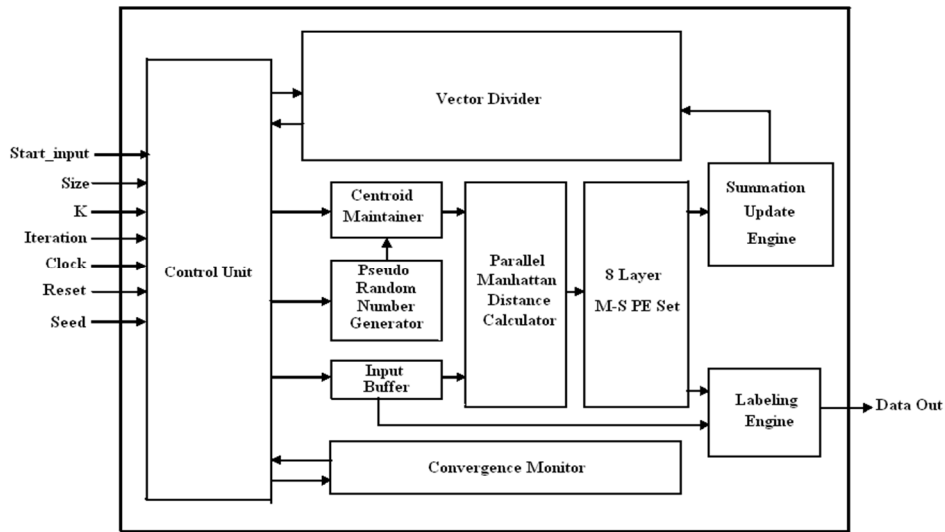 Start_input
Size
K
Iteration
Clock
Reset
Seed
Control Unit
Vector Divider
Centroid
Maintainer
Pseudo
Random
Number
Generator
Input
Buffer
Parallel
Manhattan
Distance
Calculator
8 Layer
M-S PE Set
Summation
Update
Engine
Labeling
Engine
Data Out
Convergence Monitor